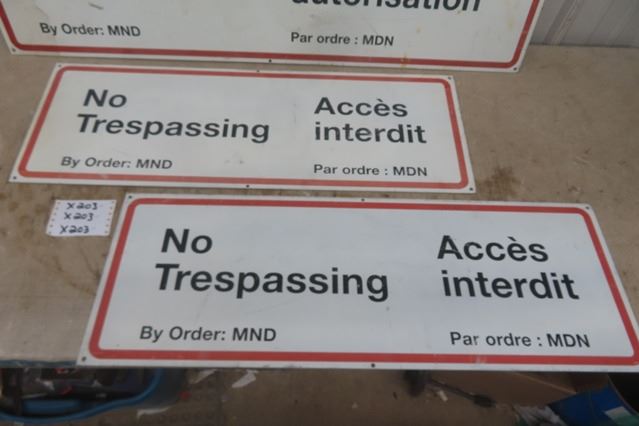 autorisation
By Order: MND
Par ordre : MDN
No
Trespassing
Accès
interdit
By Order: MND
Par ordre : MDN
X203
X203
X203
No
Trespassing
Accès
interdit
By Order: MND
Par ordre : MDN